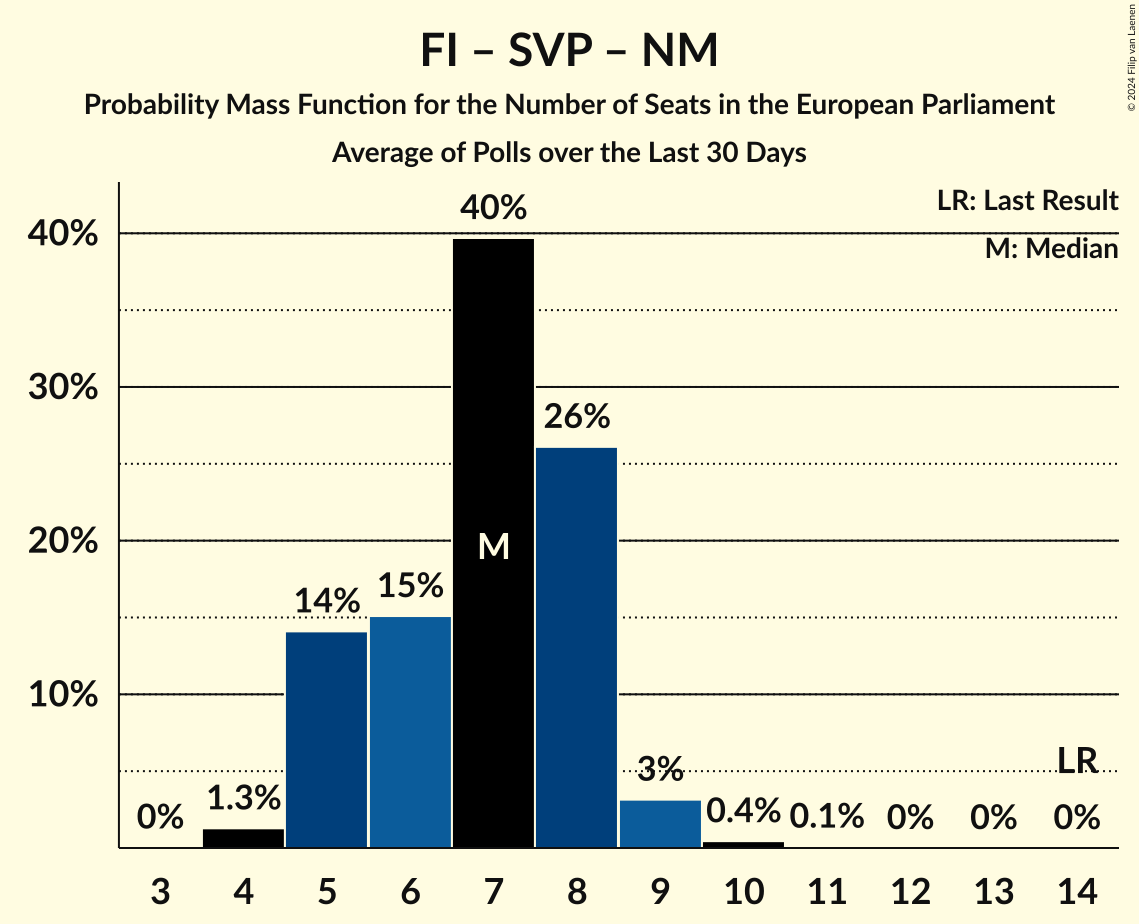 FI – SVP – NM
Probability Mass Function for the Number of Seats in the European Parliament
Average of Polls over the Last 30 Days
© 2024 Filip van Laenen
LR: Last Result
M: Median
40%
30%
20%
10%
0%
1.3%
14%
15%
40%
M
26%
3%
0.4%
0.1%
0%
0%
LR
0%
3 4 5 6 7 8 9 10 11 12 13 14